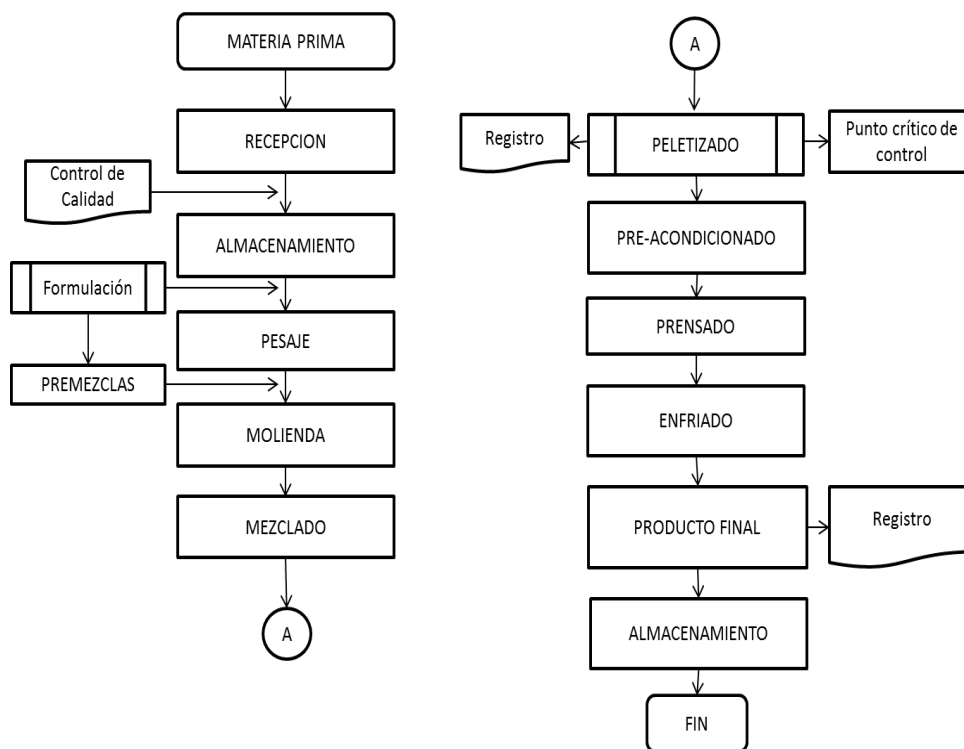 MATERIA PRIMA
RECEPCION
Control de
Calidad
ALMACENAMIENTO
Formulación
PESAJE
PREMEZCLAS
MOLIENDA
MEZCLADO
A
A
Registro
PELETIZADO
Punto crítico de
control
PRE-ACONDICIONADO
PRENSADO
ENFRIADO
PRODUCTO FINAL
Registro
ALMACENAMIENTO
FIN